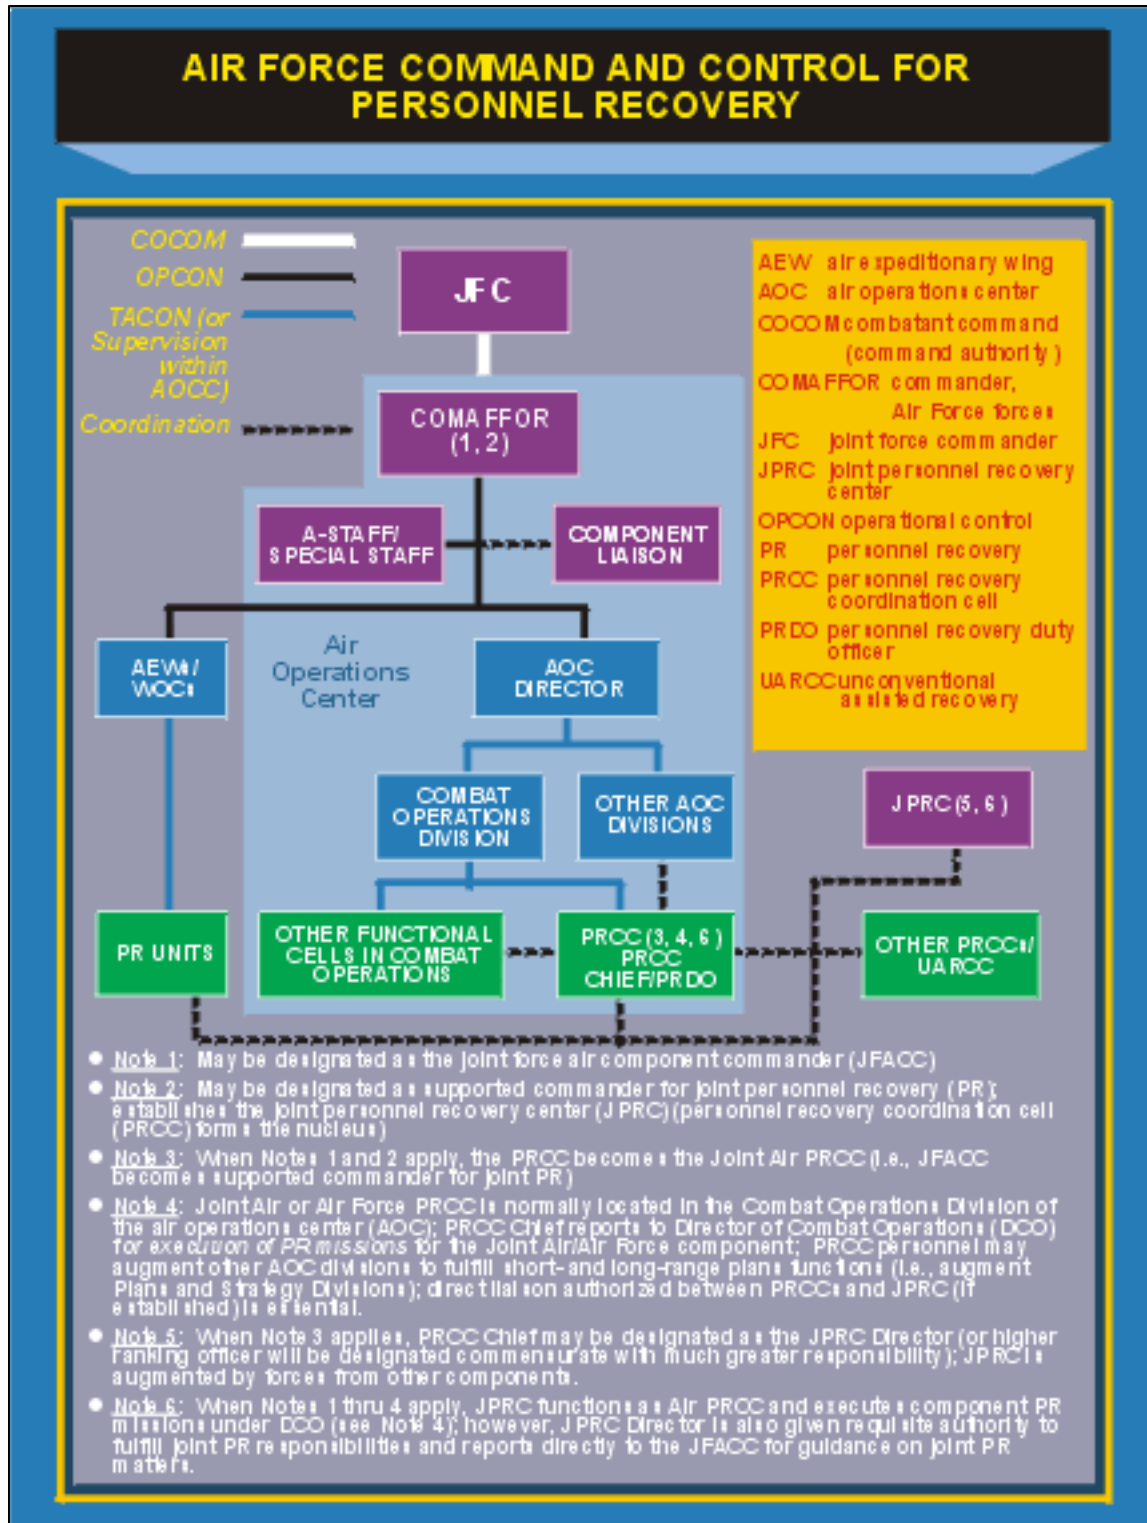 AIR FORCE COMMAND AND CONTROL FOR
PERSONNEL RECOVERY
COCOM
OPCON
TACON (or
Supervision
within
AOCC)
Coordination
JFC
COMAFFOR
(1, 2)
A-STAFF/
SPECIAL STAFF
COMPONENT
LIAISON
AEWs/
WOCs
Air
Operations
Center
AOC
DIRECTOR
COMBAT
OPERATIONS
DIVISION
OTHER AOC
DIVISIONS
JPRC (5, 6)
PR UNITS
OTHER FUNCTIONAL
CELLS IN COMBAT
OPERATIONS
PRCC (3, 4, 6)
PRCC
CHIEF/PRDO
OTHER PRCCs/
UARCC
AEW air expeditionary wing
AOC air operations center
COCOM combatant command
(command authority)
COMAFFOR commander,
Air Force forces
JFC joint force commander
JPRC joint personnel recovery
center
OPCON operational control
PR personnel recovery
PRCC personnel recovery
coordination cell
PRDO personnel recovery duty
officer
UARCC unconventional
assisted recovery
● Note 1: May be designated as the joint force air component commander (JFACC)
● Note 2: May be designated as supported commander for joint personnel recovery (PR);
establishes the joint personnel recovery center (JPRC) (personnel recovery coordination cell
(PRCC) forms the nucleus)
● Note 3: When Notes 1 and 2 apply, the PRCC becomes the Joint Air PRCC (i.e., JFACC
becomes supported commander for joint PR)
● Note 4: Joint Air or Air Force PRCC is normally located in the Combat Operations Division of
the air operations center (AOC); PRCC Chief reports to Director of Combat Operations (DCO)
for execution of PR missions for the Joint Air/Air Force component; PRCC personnel may
augment other AOC divisions to fulfill short- and long-range plans functions (i.e., augment
Plans and Strategy Divisions); direct liaison authorized between PRCCs and JPRC (if
established) is essential.
● Note 5: When Note 3 applies, PRCC Chief may be designated as the JPRC Director (or higher
ranking officer will be designated commensurate with much greater responsibility); JPRC is
augmented by forces from other components.
● Note 6: When Notes 1 thru 4 apply, JPRC functions as Air PRCC and executes component PR
missions under DCO (see Note 4); however, JPRC Director is also given requisite authority to
fulfill joint PR responsibilities and reports directly to the JFACC for guidance on joint PR
matters.